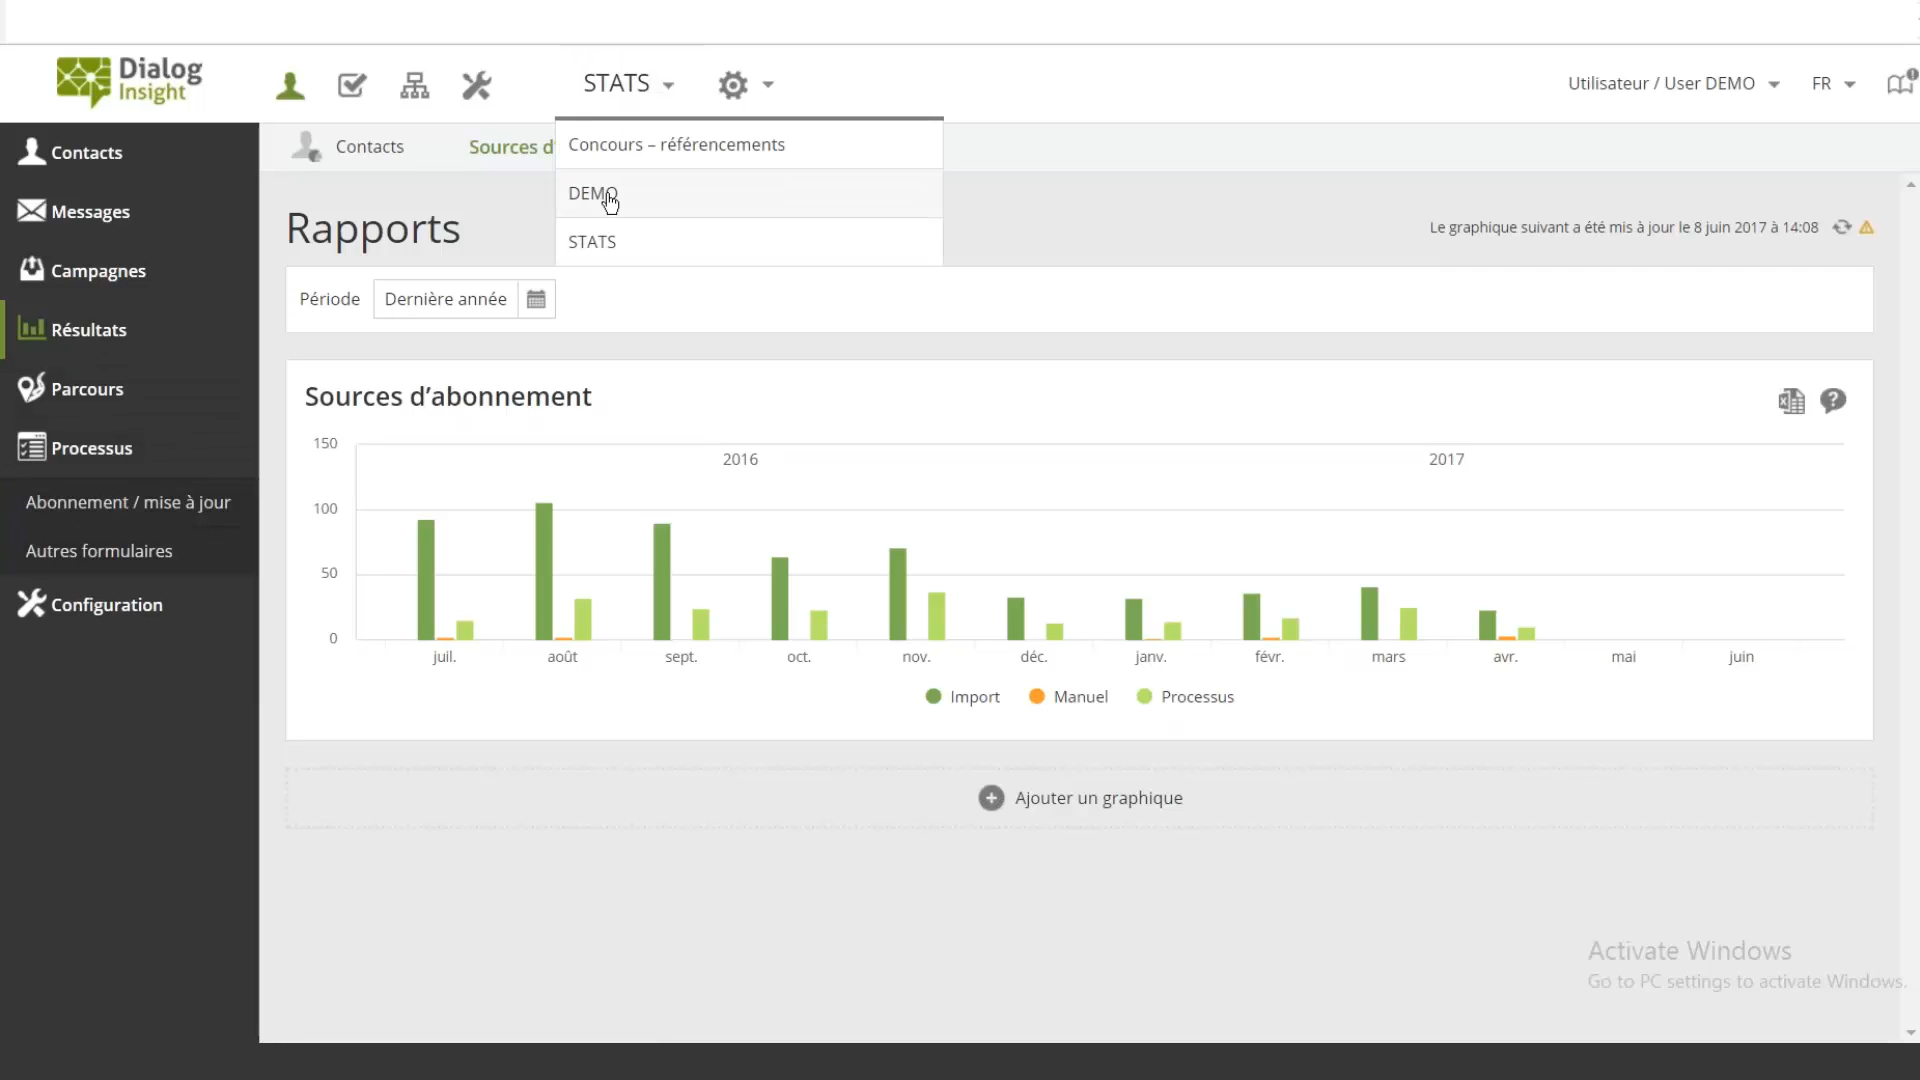 Dialog
Insight
STATS
Utilisateur / User DEMO
FR
Contacts
Messages
Campagnes
Résultats
Parcours
Processus
Abonnement / mise à jour
Autres formulaires
Configuration
Contacts
Sources d'
Concours – référencements
DEMO
STATS
Rapports
Le graphique suivant a été mis à jour le 8 juin 2017 à 14:08
Période
Dernière année
Sources d’abonnement
150
100
50
0
2016
2017
juil.
août
sept.
oct.
nov.
déc.
janv.
févr.
mars
avr.
mai
juin
Import
Manuel
Processus
Ajouter un graphique
Activate Windows
Go to PC settings to activate Windows.